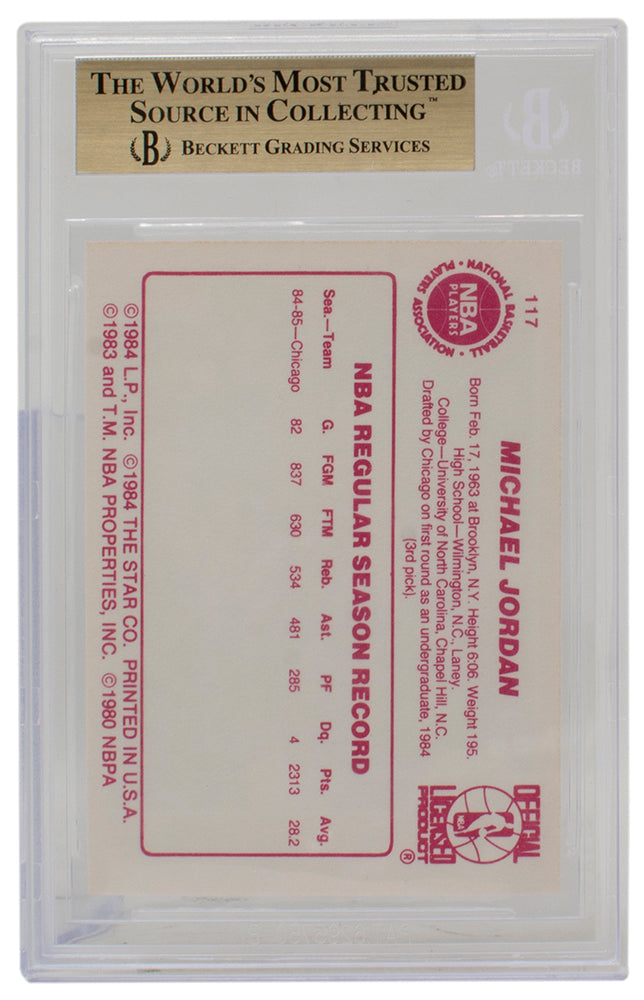 THE WORLD'S MOST TRUSTED
SOURCE IN COLLECTING™
B BECKETT GRADING SERVICES
BECKETT
117
NATIONAL BASKETBALL
PLAYERS ASSOCIATION
NBA
PLAYERS
MICHAEL JORDAN
Born Feb. 17, 1963 at Brooklyn, N.Y. Height 6:06. Weight 195.
High School—Wilmington, N.C., Laney.
College—University of North Carolina, Chapel Hill, N.C.
Drafted by Chicago on first round as an undergraduate, 1984
(3rd pick).
OFFICIAL
NBA
LICENSED
PRODUCT
®
NBA REGULAR SEASON RECORD
Sea.—Team G. FGM FTM Reb. Ast. PF Dq. Pts. Avg.
84-85—Chicago 82 837 630 534 481 285 4 2313 28.2
©1984 L.P., Inc. ©1984 THE STAR CO. PRINTED IN U.S.A.
©1983 and T.M. NBA PROPERTIES, INC. ©1980 NBPA